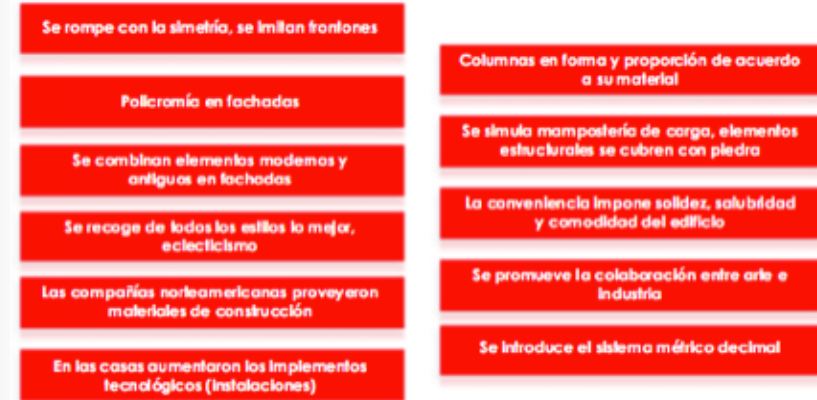 Se rompe con la simetría, se imitan frontones
Policromía en fachadas
Se combinan elementos modernos y
antiguos en fachadas
Se recoge de todos los estilos lo mejor,
eclecticismo
Las compañías norteamericanas proveyeron
materiales de construcción
En las casas aumentaron los implementos
tecnológicos (instalaciones)
Columnas en forma y proporción de acuerdo
a su material
Se simula mampostería de carga, elementos
estructurales se cubren con piedra
La conveniencia impone solidez, salubridad
y comodidad del edificio
Se promueve la colaboración entre arte e
industria
Se introduce el sistema métrico decimal